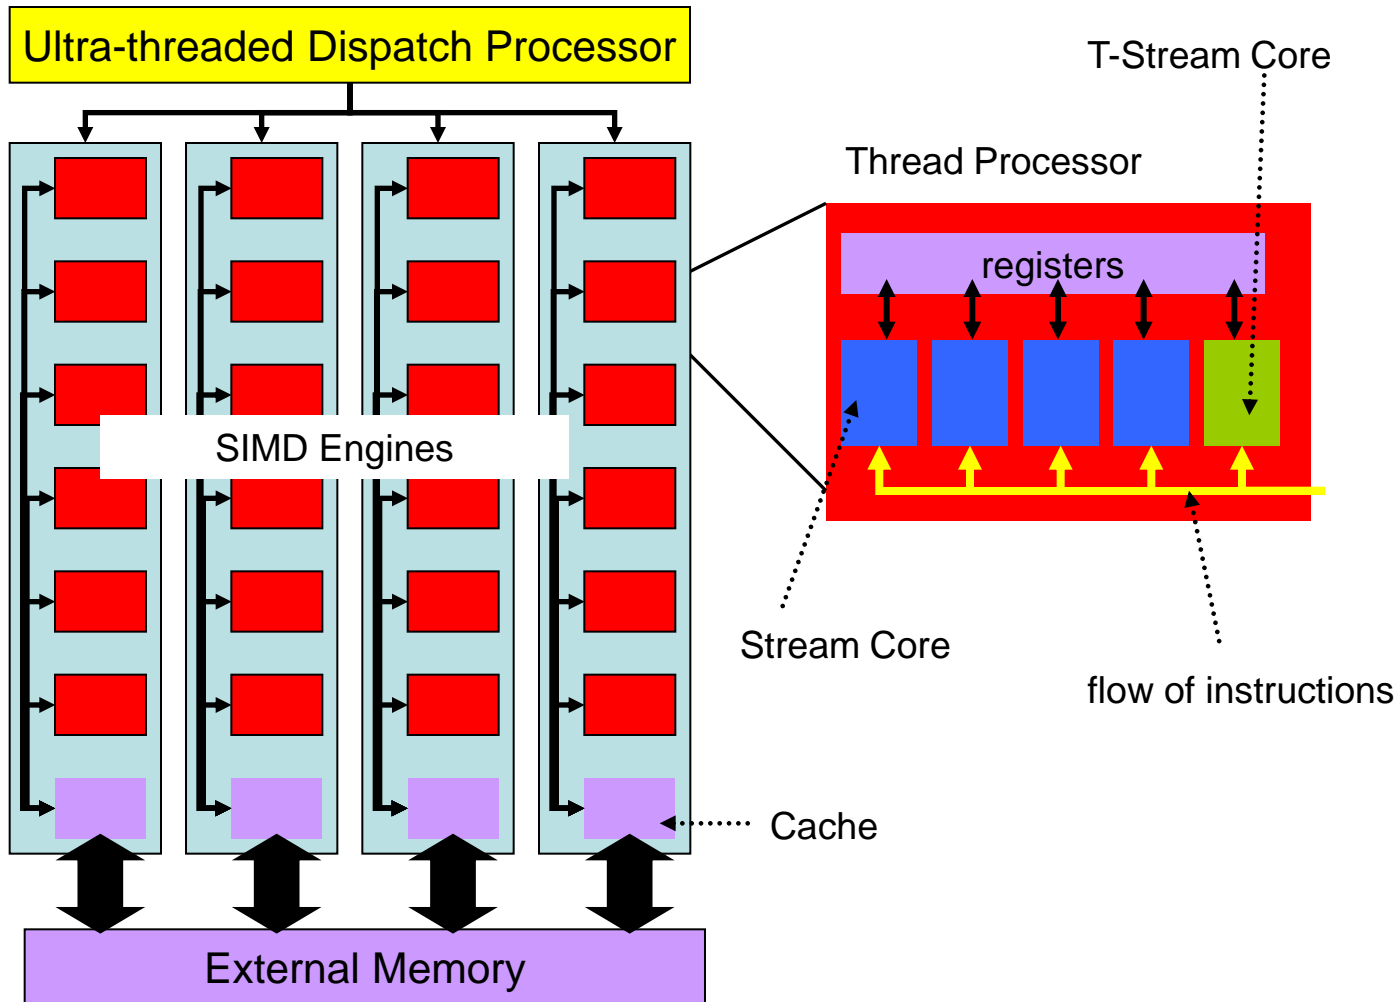 Ultra-threaded Dispatch Processor
T-Stream Core
Thread Processor
registers
SIMD Engines
Stream Core
flow of instructions
Cache
External Memory